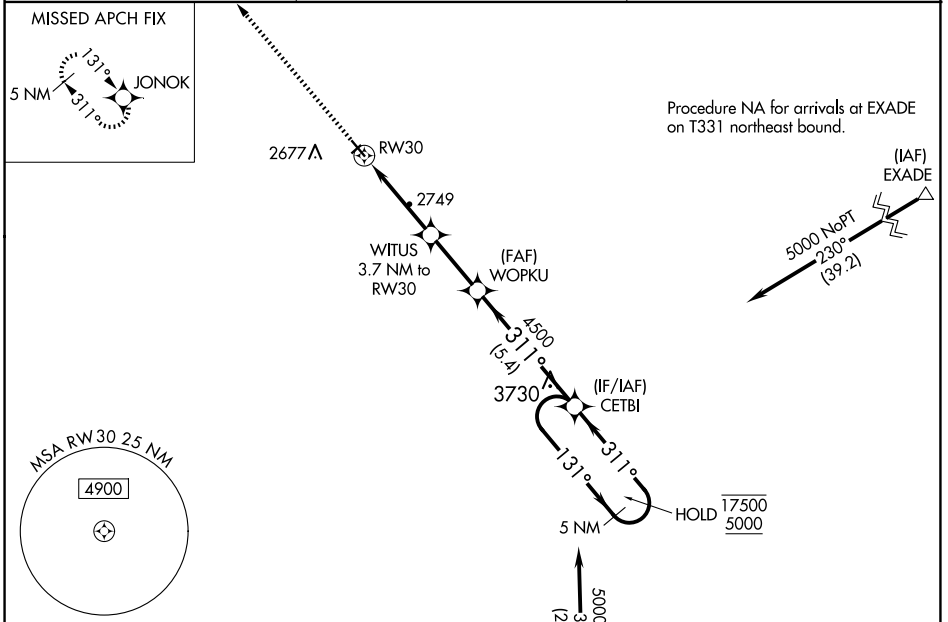 MISSED APCH FIX
131°
JONOK
5 NM
311°
Procedure NA for arrivals at EXADE
on T331 northeast bound.
(IAF)
EXADE
5000 NoPT
230°
(39.2)
2677
RW30
2749
WITUS
3.7 NM to
RW30
(FAF)
WOPKU
4500
311°
(5.4)
3730
(IF/IAF)
CETBI
131°
311°
5 NM
HOLD
17500
5000
MSA RW30 25 NM
4900
5000